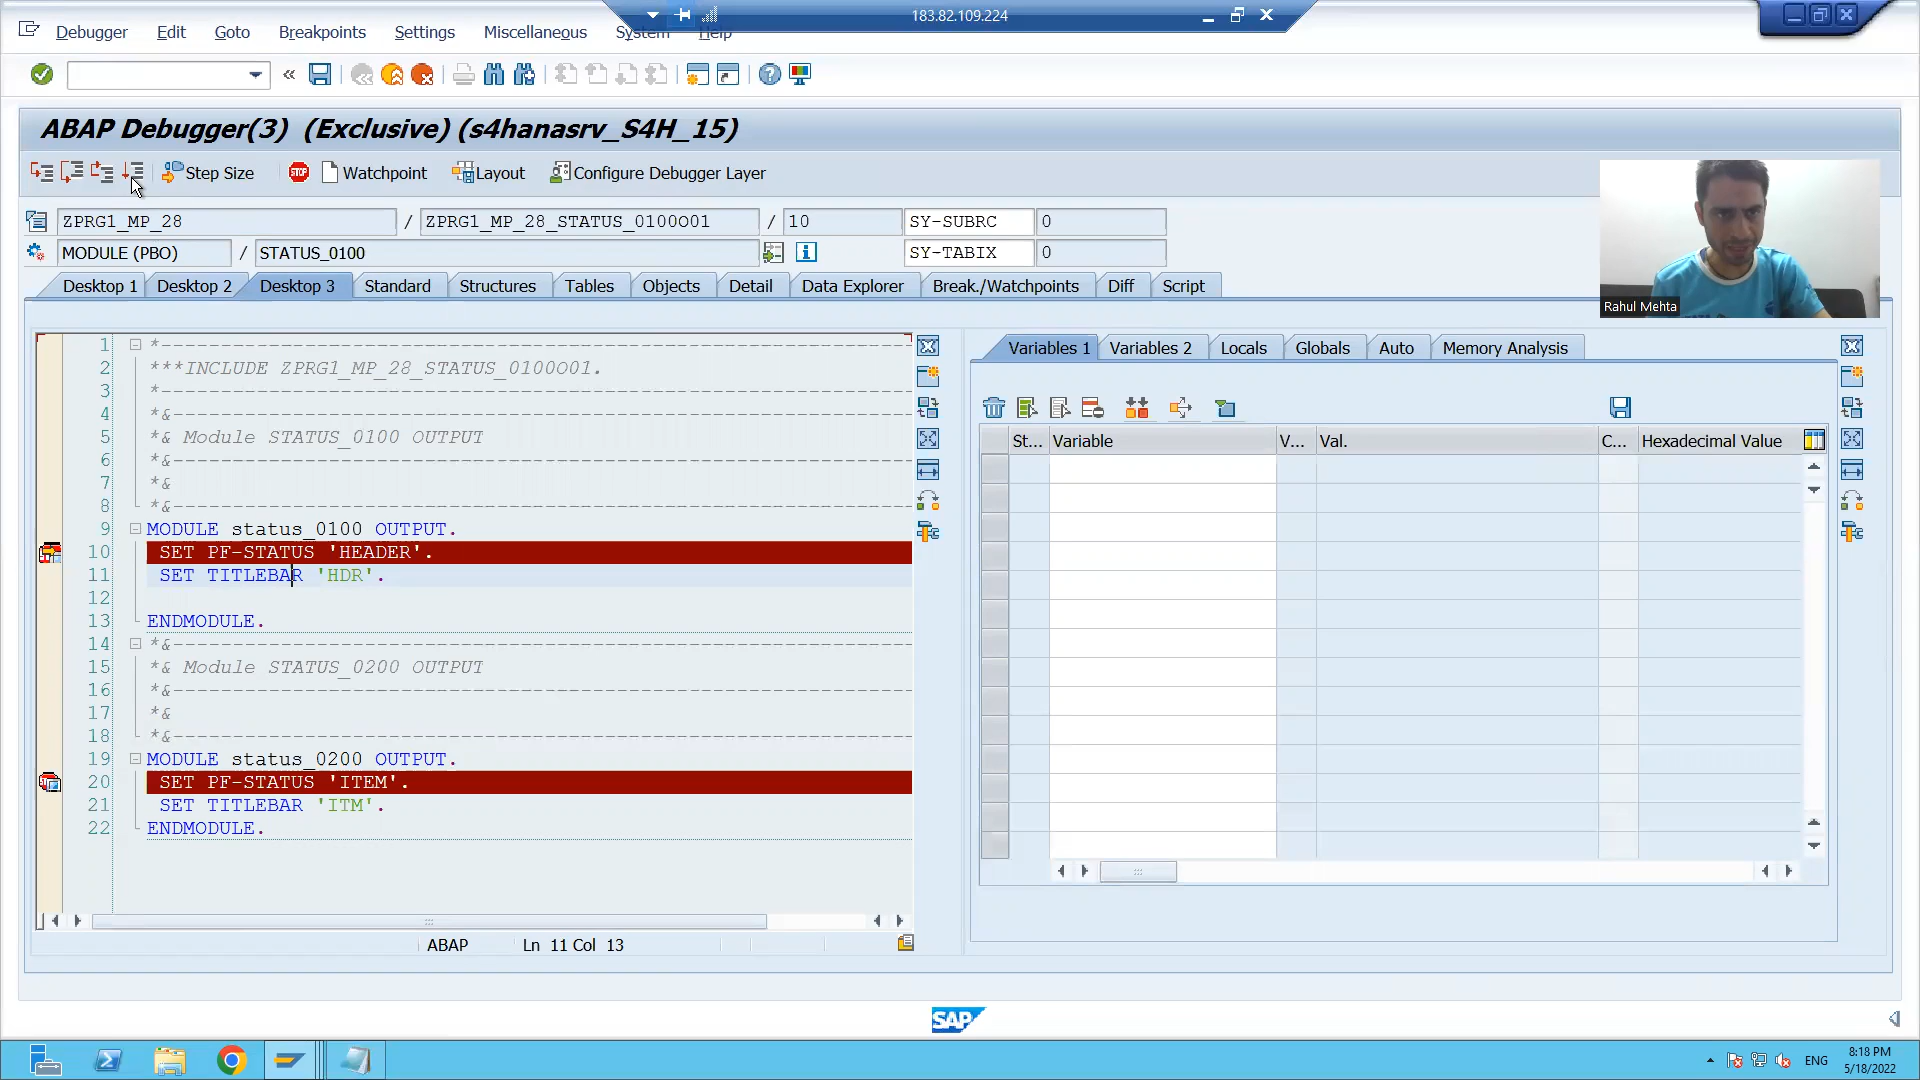 183.82.109.224
Debugger Edit Goto Breakpoints Settings Miscellaneous System Help
ABAP Debugger(3) (Exclusive) (s4hanasrv_S4H_15)
Step Size STOP Watchpoint Layout Configure Debugger Layer
ZPRG1_MP_28 / ZPRG1_MP_28_STATUS_0100O01 / 10 SY-SUBRC 0
MODULE (PBO) / STATUS_0100 SY-TABIX 0
Desktop 1 Desktop 2 Desktop 3 Standard Structures Tables Objects Detail Data Explorer Break./Watchpoints Diff Script
Rahul Mehta
Variables 1 Variables 2 Locals Globals Auto Memory Analysis
St... Variable V... Val. C... Hexadecimal Value
1 *----------------------------------------------------------------
2 ***INCLUDE ZPRG1_MP_28_STATUS_0100O01.
3 *----------------------------------------------------------------
4 *&---------------------------------------------------------------
5 *& Module STATUS_0100 OUTPUT
6 *&---------------------------------------------------------------
7 *&
8 *&---------------------------------------------------------------
9 MODULE status_0100 OUTPUT.
10 SET PF-STATUS 'HEADER'.
11 SET TITLEBAR 'HDR'.
12
13 ENDMODULE.
14 *&---------------------------------------------------------------
15 *& Module STATUS_0200 OUTPUT
16 *&---------------------------------------------------------------
17 *&
18 *&---------------------------------------------------------------
19 MODULE status_0200 OUTPUT.
20 SET PF-STATUS 'ITEM'.
21 SET TITLEBAR 'ITM'.
22 ENDMODULE.
ABAP Ln 11 Col 13
SAP
ENG
8:18 PM
5/18/2022